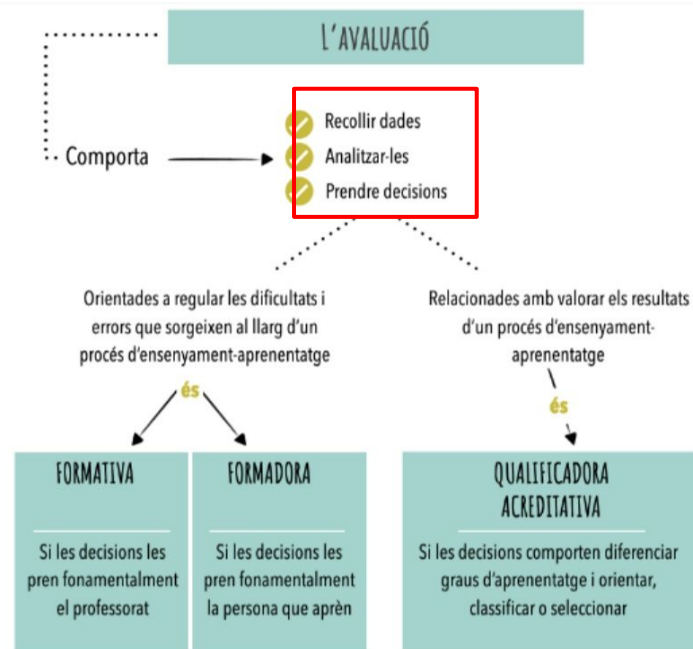 L'AVALUACIÓ
Comporta
Recollir dades
Analitzar-les
Prendre decisions
Orientades a regular les dificultats i
errors que sorgeixen al llarg d'un
procés d'ensenyament-aprenentatge
Relacionades amb valorar els resultats
d'un procés d'ensenyament-
aprenentatge
és
és
FORMATIVA
Si les decisions les
pren fonamentalment
el professorat
FORMADORA
Si les decisions les
pren fonamentalment
la persona que aprèn
QUALIFICADORA
ACREDITATIVA
Si les decisions comporten diferenciar
graus d'aprenentatge i orientar,
classificar o seleccionar